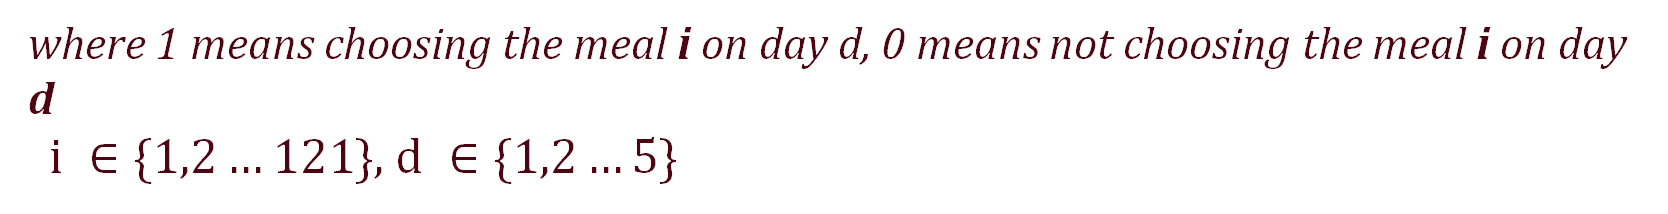 where 1 means choosing the meal i on day d, 0 means not choosing the meal i on day
d
i ∈ {1,2 … 121}, d ∈ {1,2 … 5}